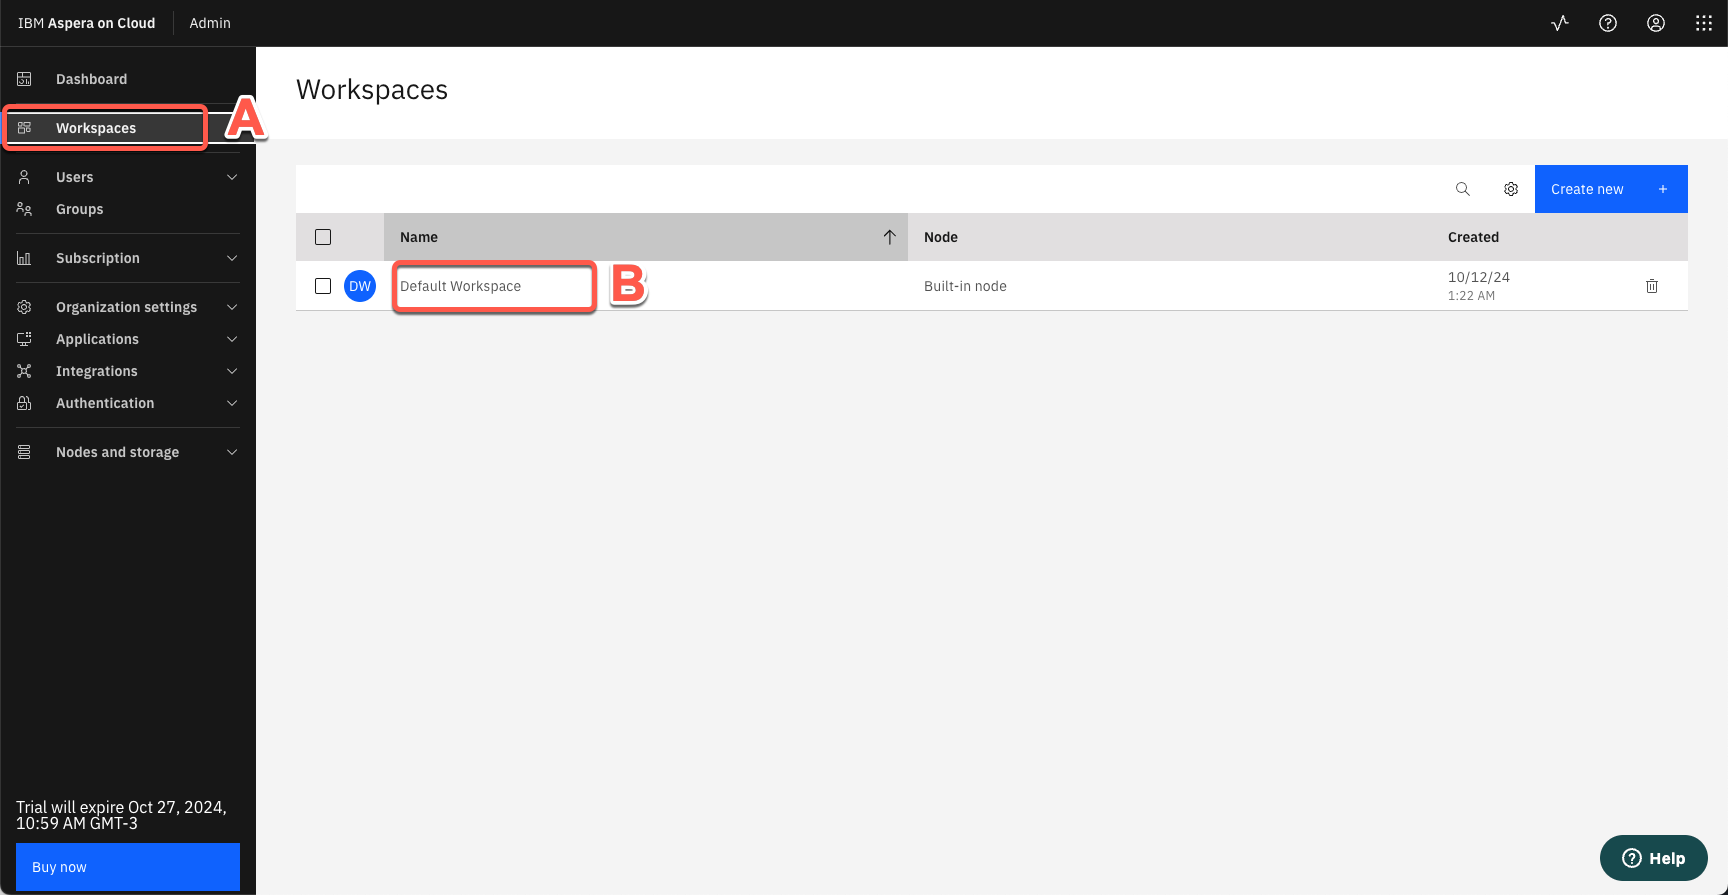 IBM Aspera on Cloud Admin
Dashboard
Workspaces
A
Users
Groups
Subscription
Organization settings
Applications
Integrations
Authentication
Nodes and storage
Trial will expire Oct 27, 2024,
10:59 AM GMT-3
Buy now
Workspaces
Create new +
Name Node Created
DW Default Workspace B Built-in node 10/12/24
1:22 AM
Help